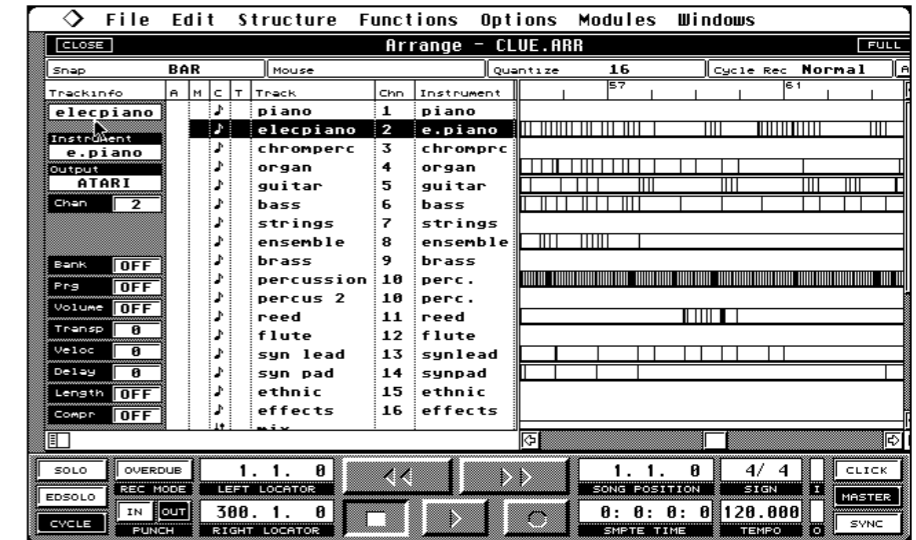 File Edit Structure Functions Options Modules Windows
CLOSE Arrange - CLUE.ARR FULL
Snap BAR Mouse Quantize 16 Cycle Rec Normal A
Trackinfo A M C T Track Chn Instrument 57 61
elecpiano
Instrument
e.piano
Output
ATARI
Chan 2
Bank OFF
Prg OFF
Volume OFF
Transp 0
Veloc 0
Delay 0
Length OFF
Compr OFF
piano 1 piano
elecpiano 2 e.piano
chromperc 3 chromprc
organ 4 organ
guitar 5 guitar
bass 6 bass
strings 7 strings
ensemble 8 ensemble
brass 9 brass
percussion 10 perc.
percus 2 10 perc.
reed 11 reed
flute 12 flute
syn lead 13 synlead
syn pad 14 synpad
ethnic 15 ethnic
effects 16 effects
SOLO OVERDUB 1. 1. 0 1. 1. 0 4/ 4 CLICK
REC MODE LEFT LOCATOR SONG POSITION SIGN I
EDSOLO MASTER
IN OUT 300. 1. 0 0: 0: 0: 0 120.000
CYCLE PUNCH RIGHT LOCATOR SMPTE TIME TEMPO O SYNC